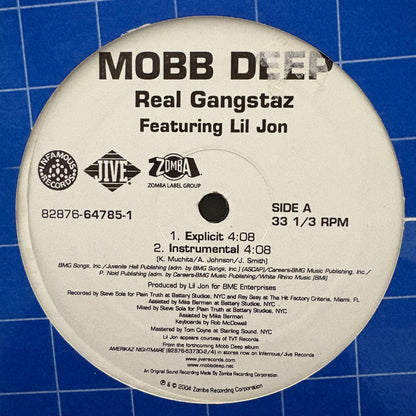 MOBB DEEP
Real Gangstaz
Featuring Lil Jon
INFAMOUS RECORDS
JIVE
ZOMBA
ZOMBA LABEL GROUP
82876-64785-1
SIDE A
33 1/3 RPM
1. Explicit 4:08
2. Instrumental 4:08
(K. Muchita/A. Johnson/J. Smith)
BMG Songs, Inc./Juvenile Hell Publishing (adm. by BMG Songs, Inc.) [ASCAP]/Careers-BMG Music Publishing, Inc./
P. Noid Publishing (adm. by Careers-BMG Music Publishing, Inc./White Rhino Music (BMI)
Produced by Lil Jon for BME Enterprises
Recorded by Steve Sola for Plain Truth at Battery Studios, NYC and Ray Seay at The Hit Factory Criteria, Miami, FL
Assisted by Mike Berman at Battery Studios, NYC
Mixed by Steve Sola for Plain Truth at Battery Studios, NYC
Assisted by Mike Berman
Keyboards by Rob McDowell
Mastered by Tom Coyne at Sterling Sound, NYC
Lil Jon appears courtesy of TVT Records
From the forthcoming Mobb Deep album
AMERIKAZ NIGHTMARE (82876-53730-2/4) in stores now on Infamous/Jive Records
www.jiverecords.com
www.mobbdeep.net
An Original Sound Recording Made By Zomba Recording Corporation
℗ © 2004 Zomba Recording Corporation